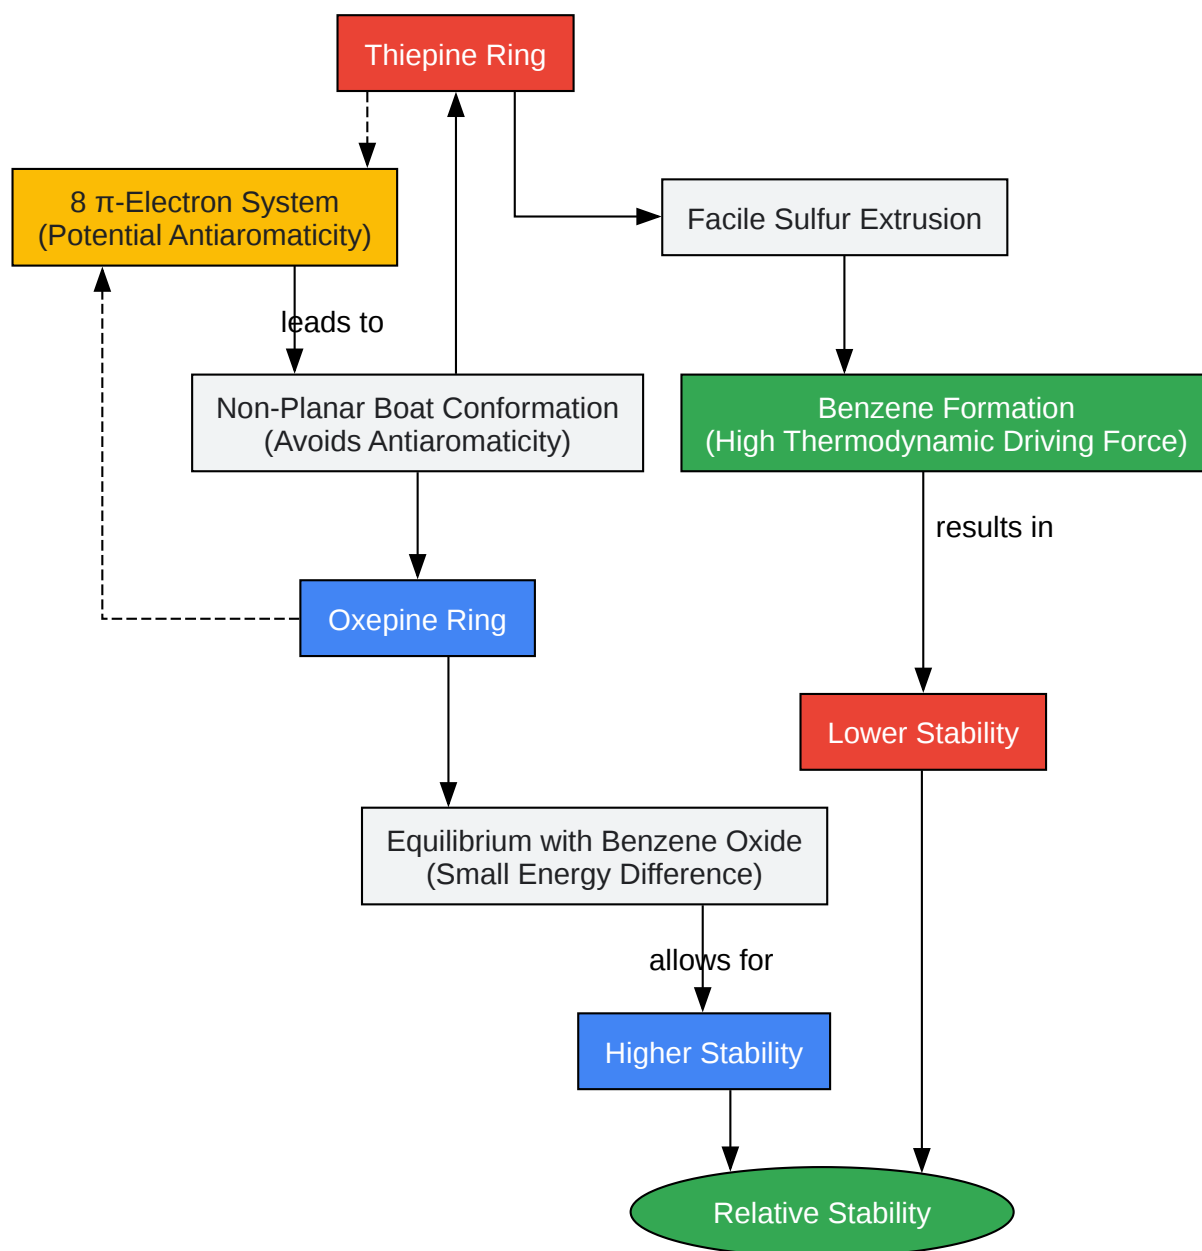 Thiepine Ring
8 π-Electron System
(Potential Antiaromaticity)
Facile Sulfur Extrusion
leads to
Non-Planar Boat Conformation
(Avoids Antiaromaticity)
Benzene Formation
(High Thermodynamic Driving Force)
results in
Oxepine Ring
Lower Stability
Equilibrium with Benzene Oxide
(Small Energy Difference)
allows for
Higher Stability
Relative Stability